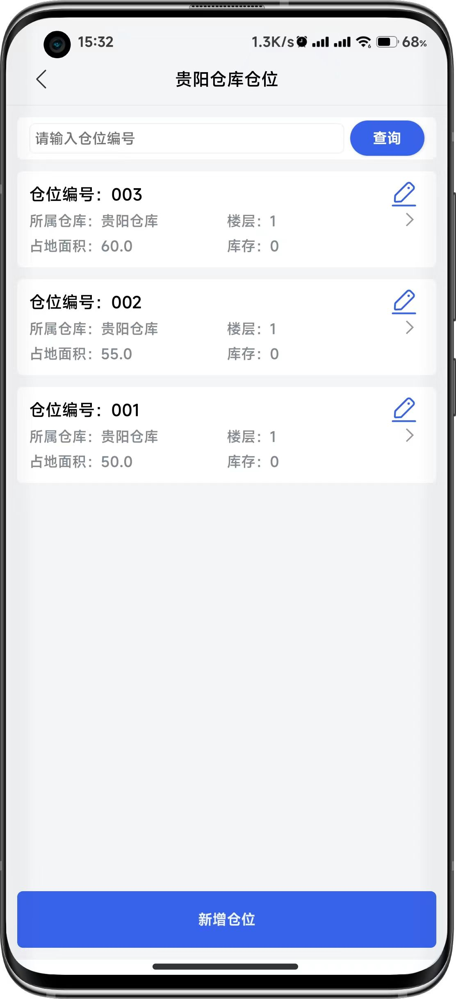 15:32
1.3K/s 68%
贵阳仓库仓位
请输入仓位编号
查询
仓位编号：003
所属仓库：贵阳仓库 楼层：1
占地面积：60.0 库存：0
仓位编号：002
所属仓库：贵阳仓库 楼层：1
占地面积：55.0 库存：0
仓位编号：001
所属仓库：贵阳仓库 楼层：1
占地面积：50.0 库存：0
新增仓位